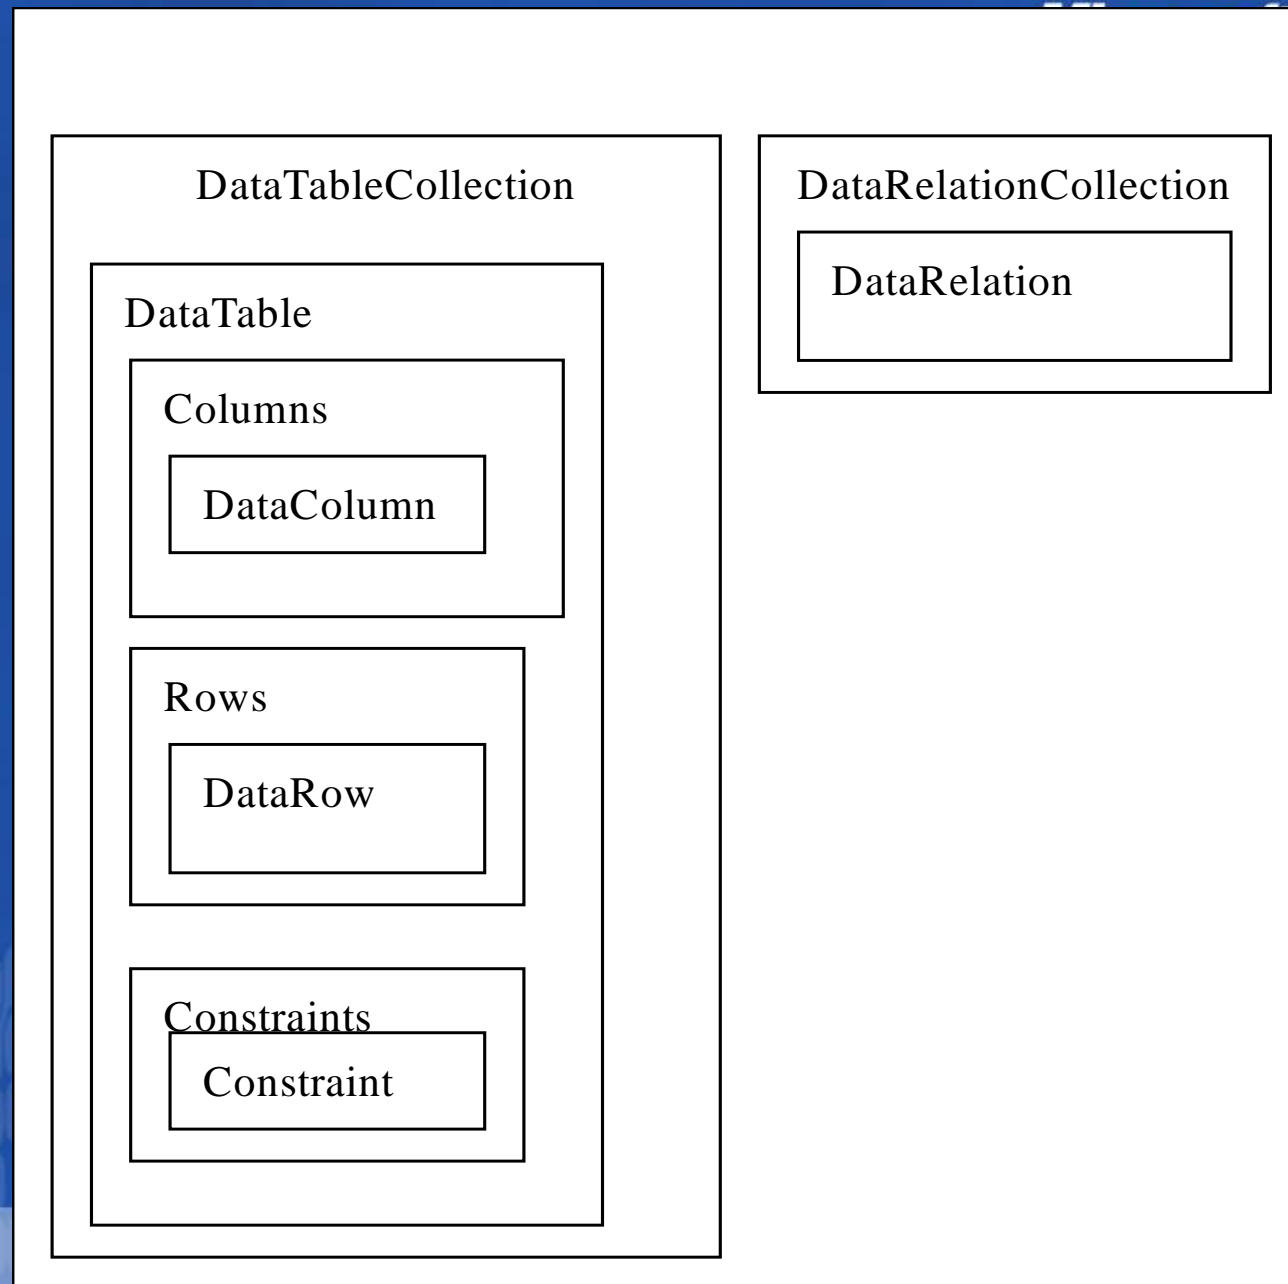 DataTableCollection
DataTable
Columns
DataColumn
Rows
DataRow
Constraints
Constraint
DataRelationCollection
DataRelation